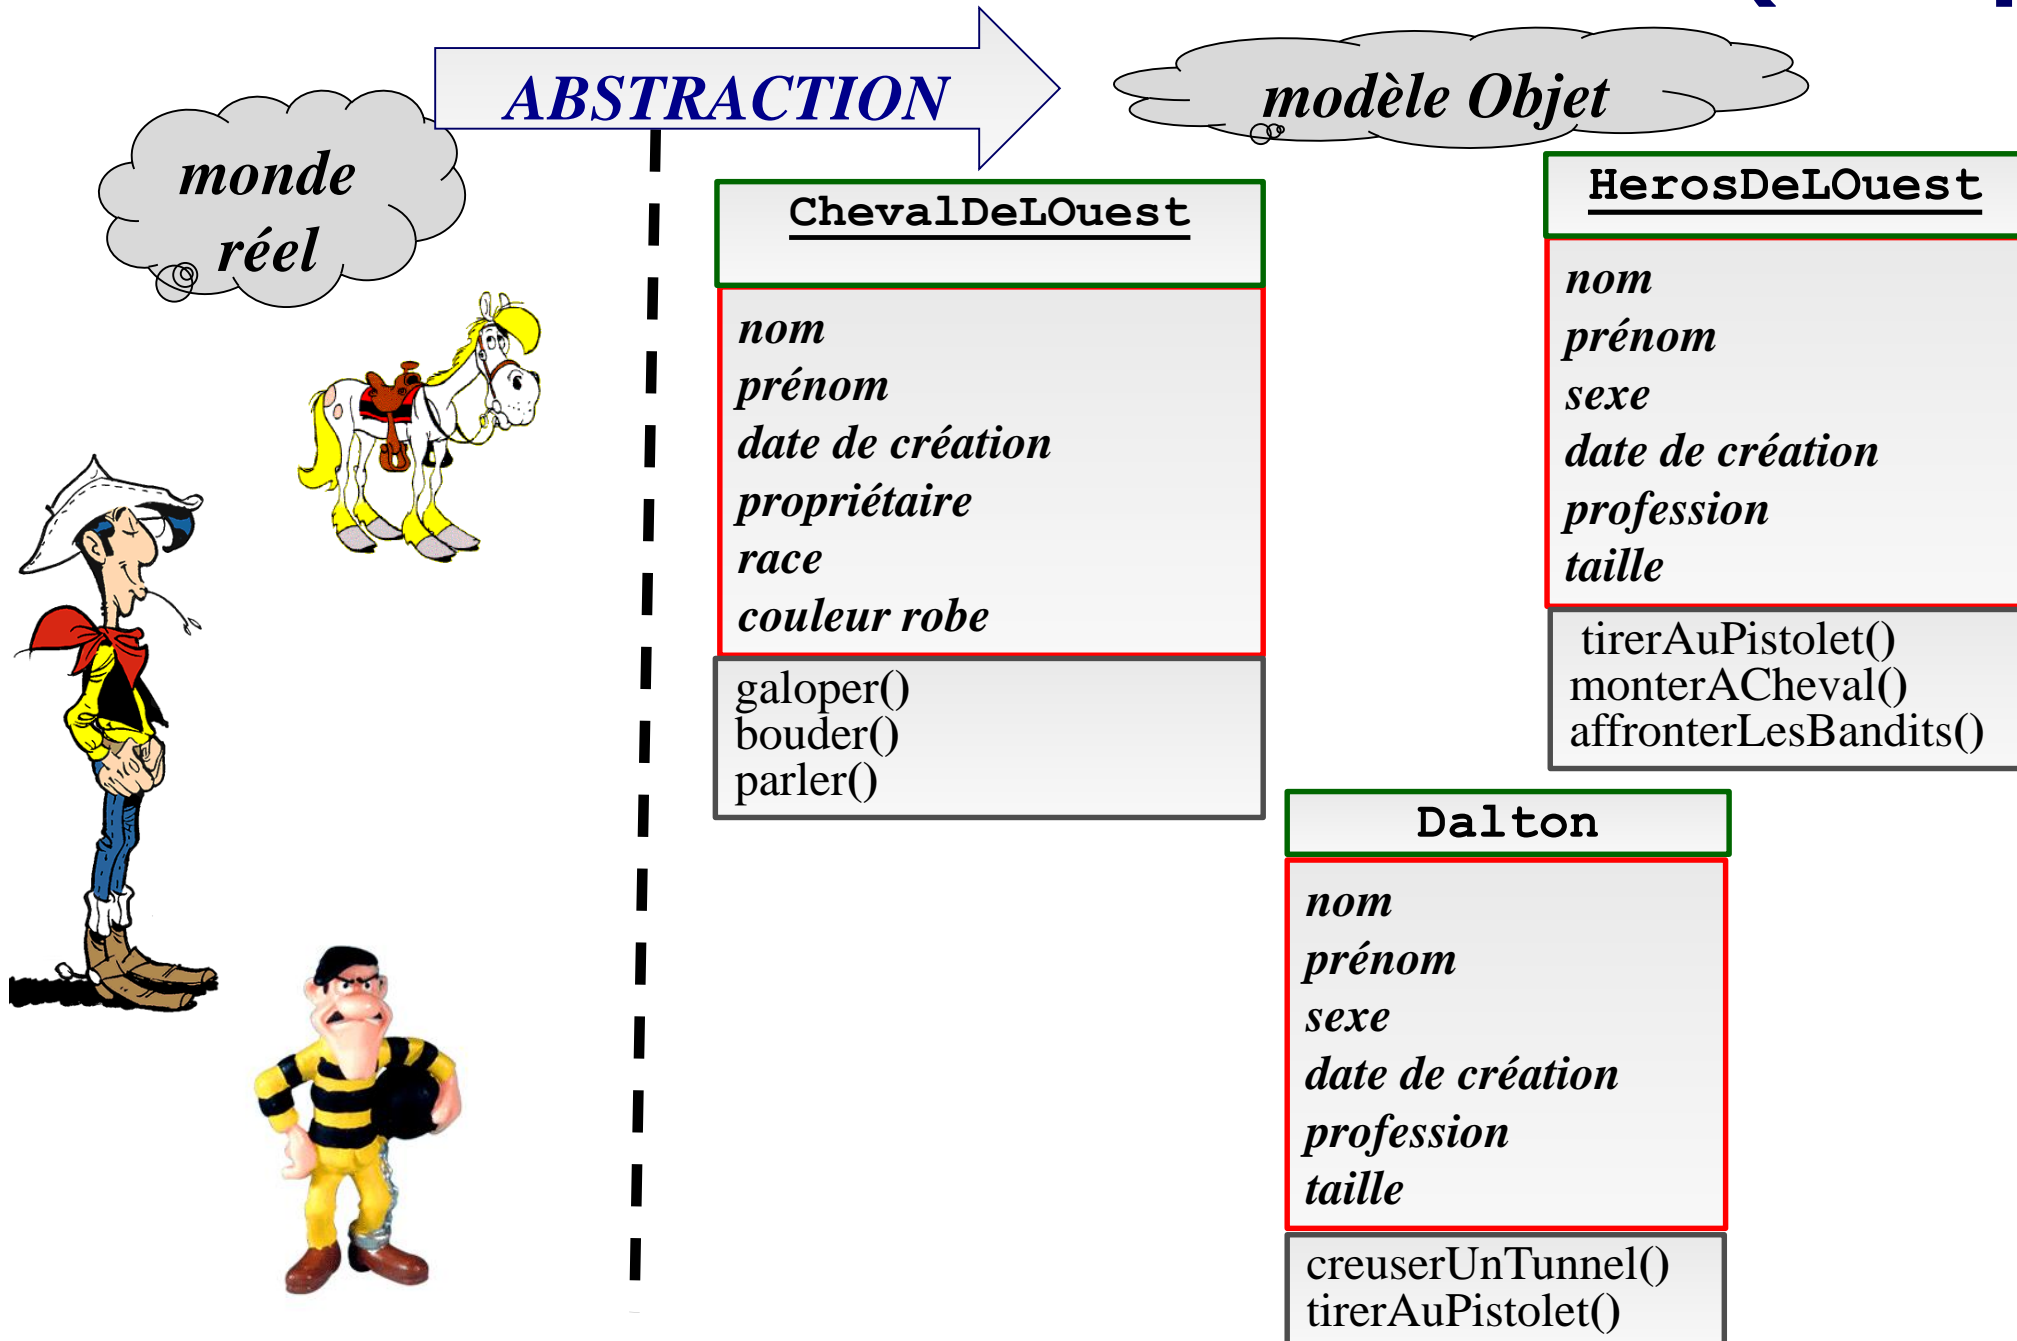 ABSTRACTION
modèle Objet
monde
réel
ChevalDeLOuest
nom
prénom
date de création
propriétaire
race
couleur robe
galoper()
bouder()
parler()
HerosDeLOuest
nom
prénom
sexe
date de création
profession
taille
tirerAuPistolet()
monterACheval()
affronterLesBandits()
Dalton
nom
prénom
sexe
date de création
profession
taille
creuserUnTunnel()
tirerAuPistolet()